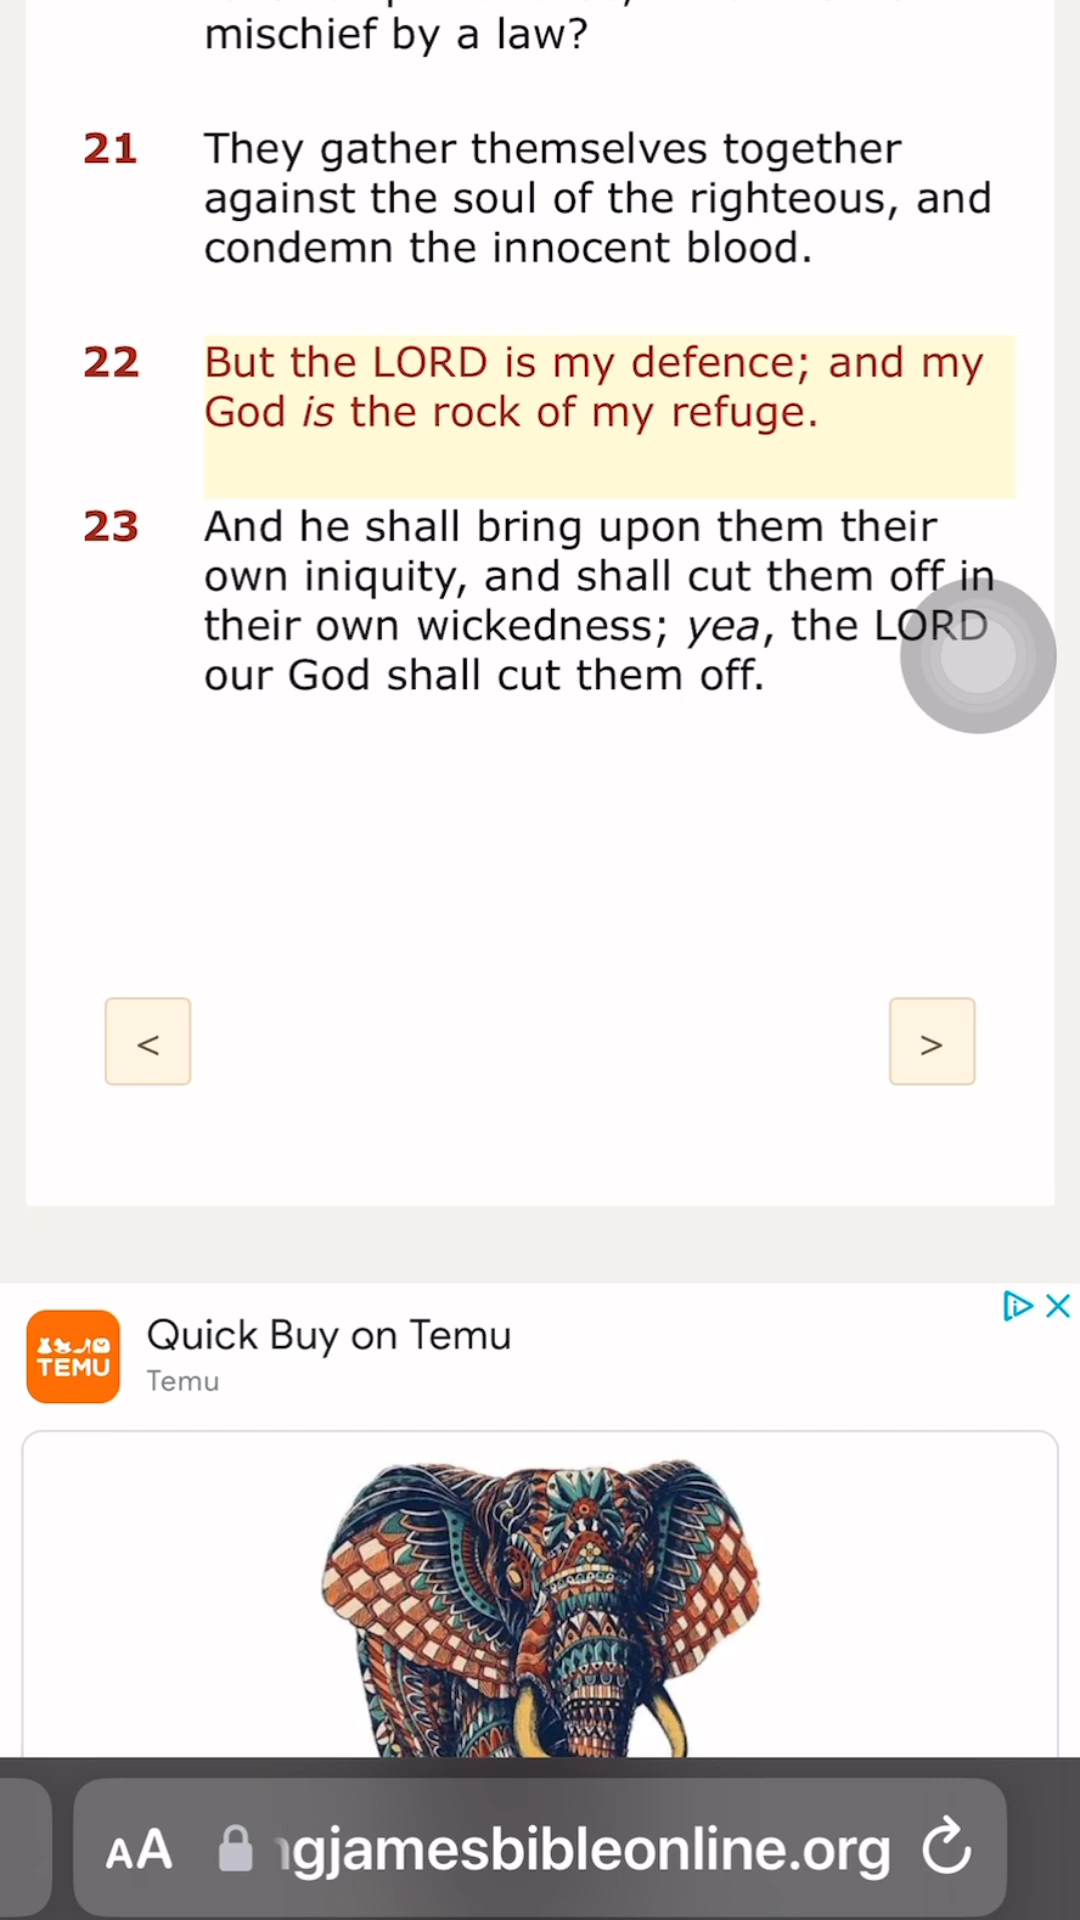 mischief by a law?
21 They gather themselves together
against the soul of the righteous, and
condemn the innocent blood.
22 But the LORD is my defence; and my
God is the rock of my refuge.
23 And he shall bring upon them their
own iniquity, and shall cut them off in
their own wickedness; yea, the LORD
our God shall cut them off.
< >
Quick Buy on Temu
TEMU
Temu
AA gjamesbibleonline.org